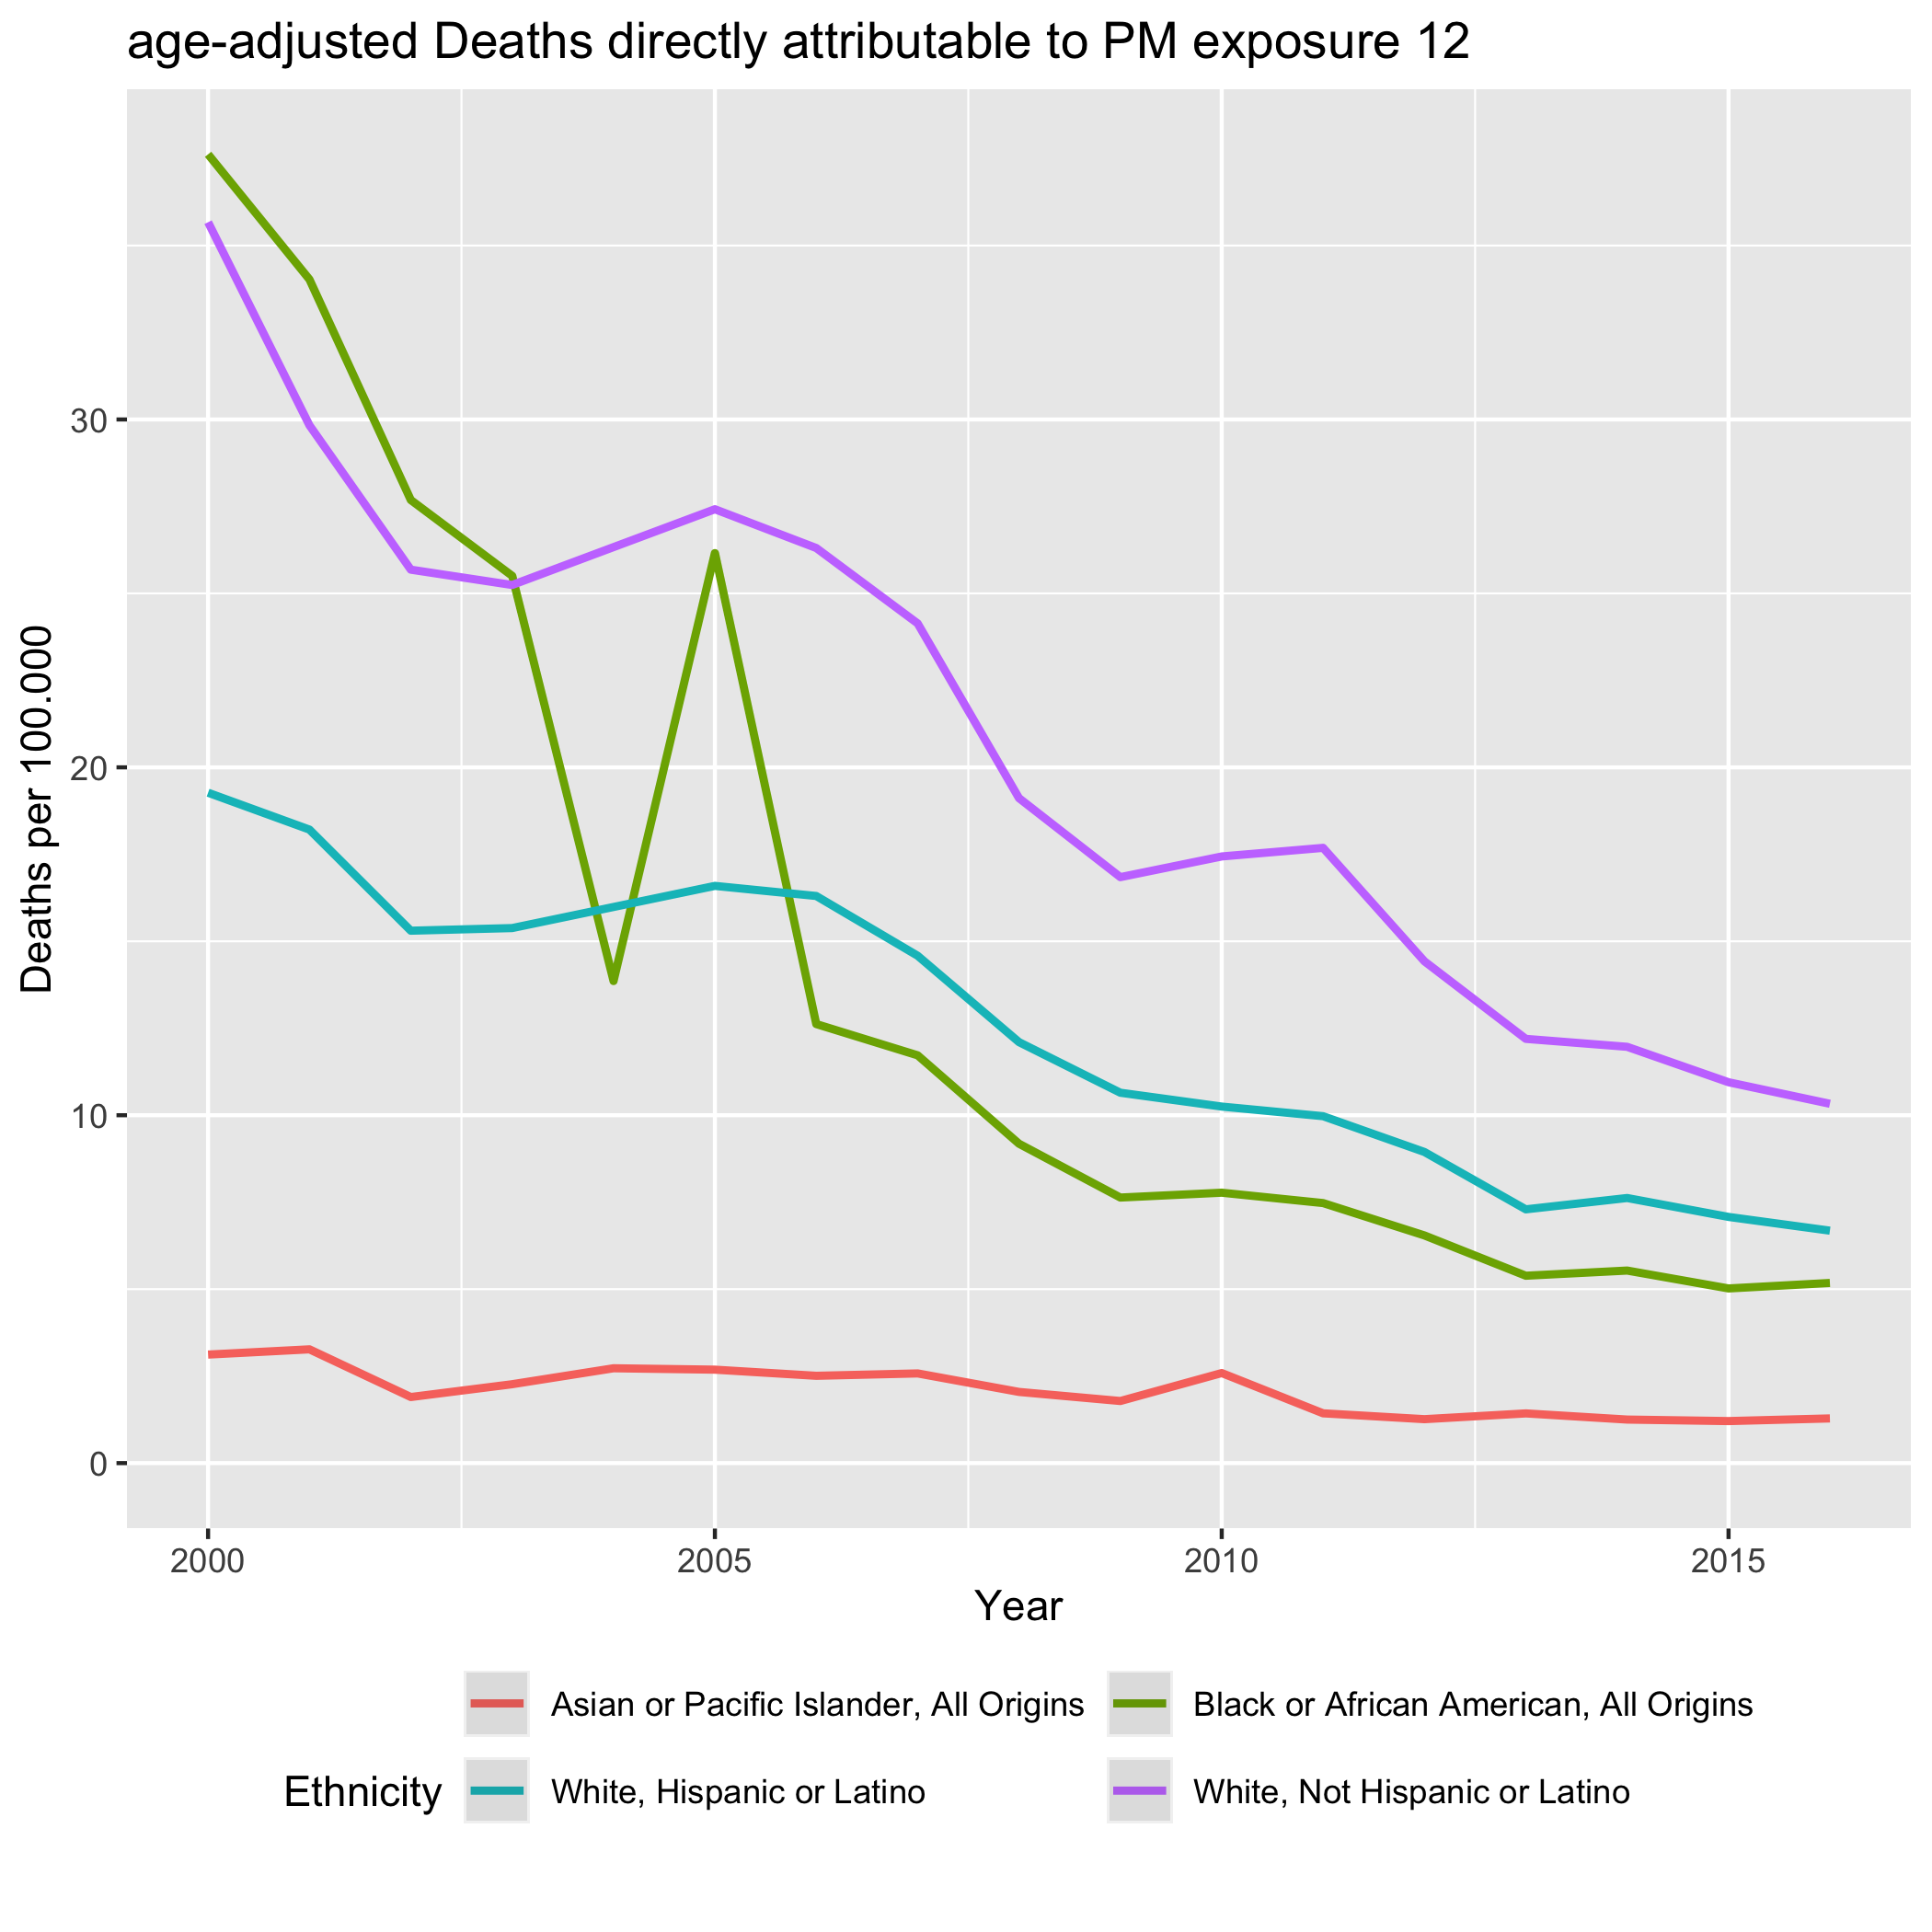 age-adjusted Deaths directly attributable to PM exposure 12
Deaths per 100.000
30
20
10
0
2000 2005 2010 2015
Year
Ethnicity
Asian or Pacific Islander, All Origins
Black or African American, All Origins
White, Hispanic or Latino
White, Not Hispanic or Latino